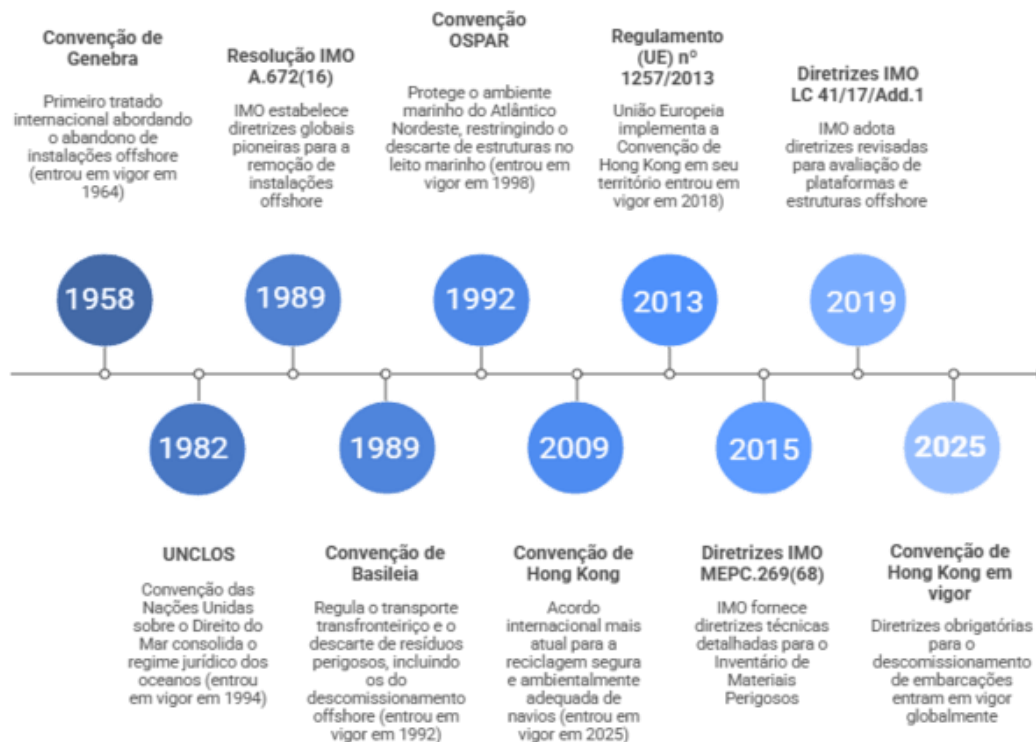 Convenção de
Genebra
Primeiro tratado
internacional abordando
o abandono de
instalações offshore
(entrou em vigor em
1964)
Resolução IMO
A.672(16)
IMO estabelece
diretrizes globais
pioneiras para a
remoção de
instalações
offshore
Convenção
OSPAR
Protege o ambiente
marinho do Atlântico
Nordeste, restringindo o
descarte de estruturas no
leito marinho (entrou em
vigor em 1998)
Regulamento
(UE) nº
1257/2013
União Europeia
implementa a
Convenção de
Hong Kong em seu
território entrou em
vigor em 2018)
Diretrizes IMO
LC 41/17/Add.1
IMO adota
diretrizes revisadas
para avaliação de
plataformas e
estruturas offshore
1958
1989
1992
2013
2019
1982
1989
2009
2015
2025
UNCLOS
Convenção das
Nações Unidas
sobre o Direito do
Mar consolida o
regime jurídico dos
oceanos (entrou
em vigor em 1994)
Convenção de
Basileia
Regula o transporte
transfronteiriço e o
descarte de resíduos
perigosos, incluindo
os do
descomissionamento
offshore (entrou em
vigor em 1992)
Convenção de
Hong Kong
Acordo
internacional mais
atual para a
reciclagem segura
e ambientalmente
adequada de
navios (entrou em
vigor em 2025)
Diretrizes IMO
MEPC.269(68)
IMO fornece
diretrizes técnicas
detalhadas para o
Inventário de
Materiais
Perigosos
Convenção de
Hong Kong em
vigor
Diretrizes obrigatórias
para o
descomissionamento
de embarcações
entram em vigor
globalmente